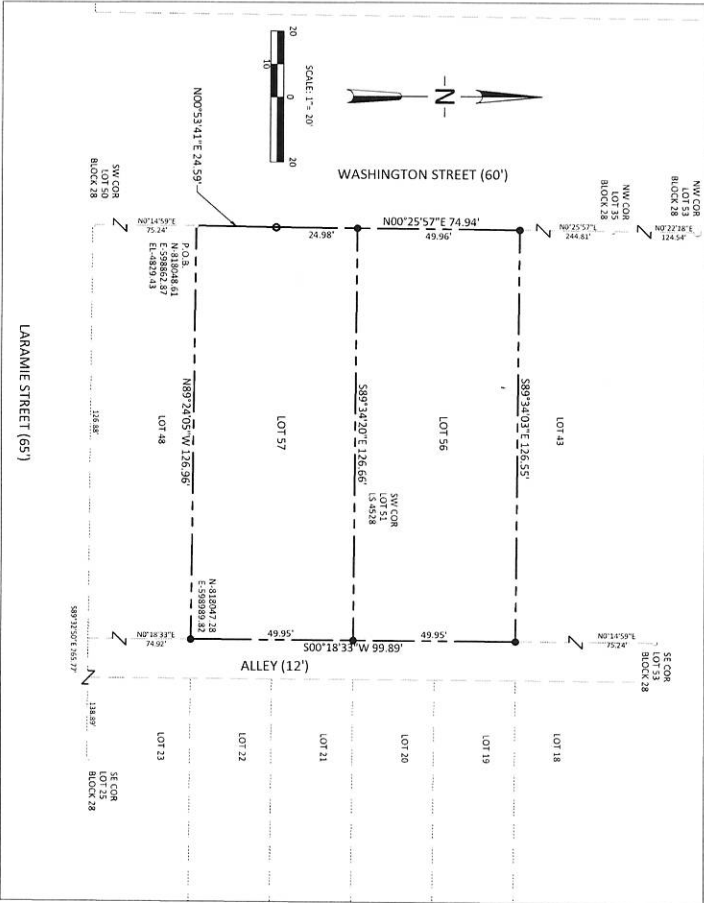 20
10
0
20
SCALE: 1"= 20'
-N-
WASHINGTON STREET (60')
NW COR
LOT 53
BLOCK 28
N0°22'18"E
124.54'
NW COR
LOT 35
BLOCK 28
N0°25'57"E
244.81'
N00°25'57"E 74.94'
49.96'
24.98'
N00°53'41"E 24.59'
SW COR
LOT 50
BLOCK 28
N0°14'59"E
75.24'
P.O.B.
N-818048.61
E-598862.87
EL-4829.43
LOT 43
S89°34'03"E 126.55'
LOT 56
S89°34'20"E 126.66'
SW COR
LOT 51
LS 4528
LOT 57
N89°24'05"W 126.96'
LOT 48
N-818047.28
E-598989.82
126.88'
LARAMIE STREET (65')
49.95'
49.95'
S00°18'33"W 99.89'
ALLEY (12')
N0°14'59"E
75.24'
SE COR
LOT 53
BLOCK 28
N0°18'33"E
74.92'
S89°32'50"E 265.77'
138.89'
SE COR
LOT 25
BLOCK 28
LOT 18
LOT 19
LOT 20
LOT 21
LOT 22
LOT 23